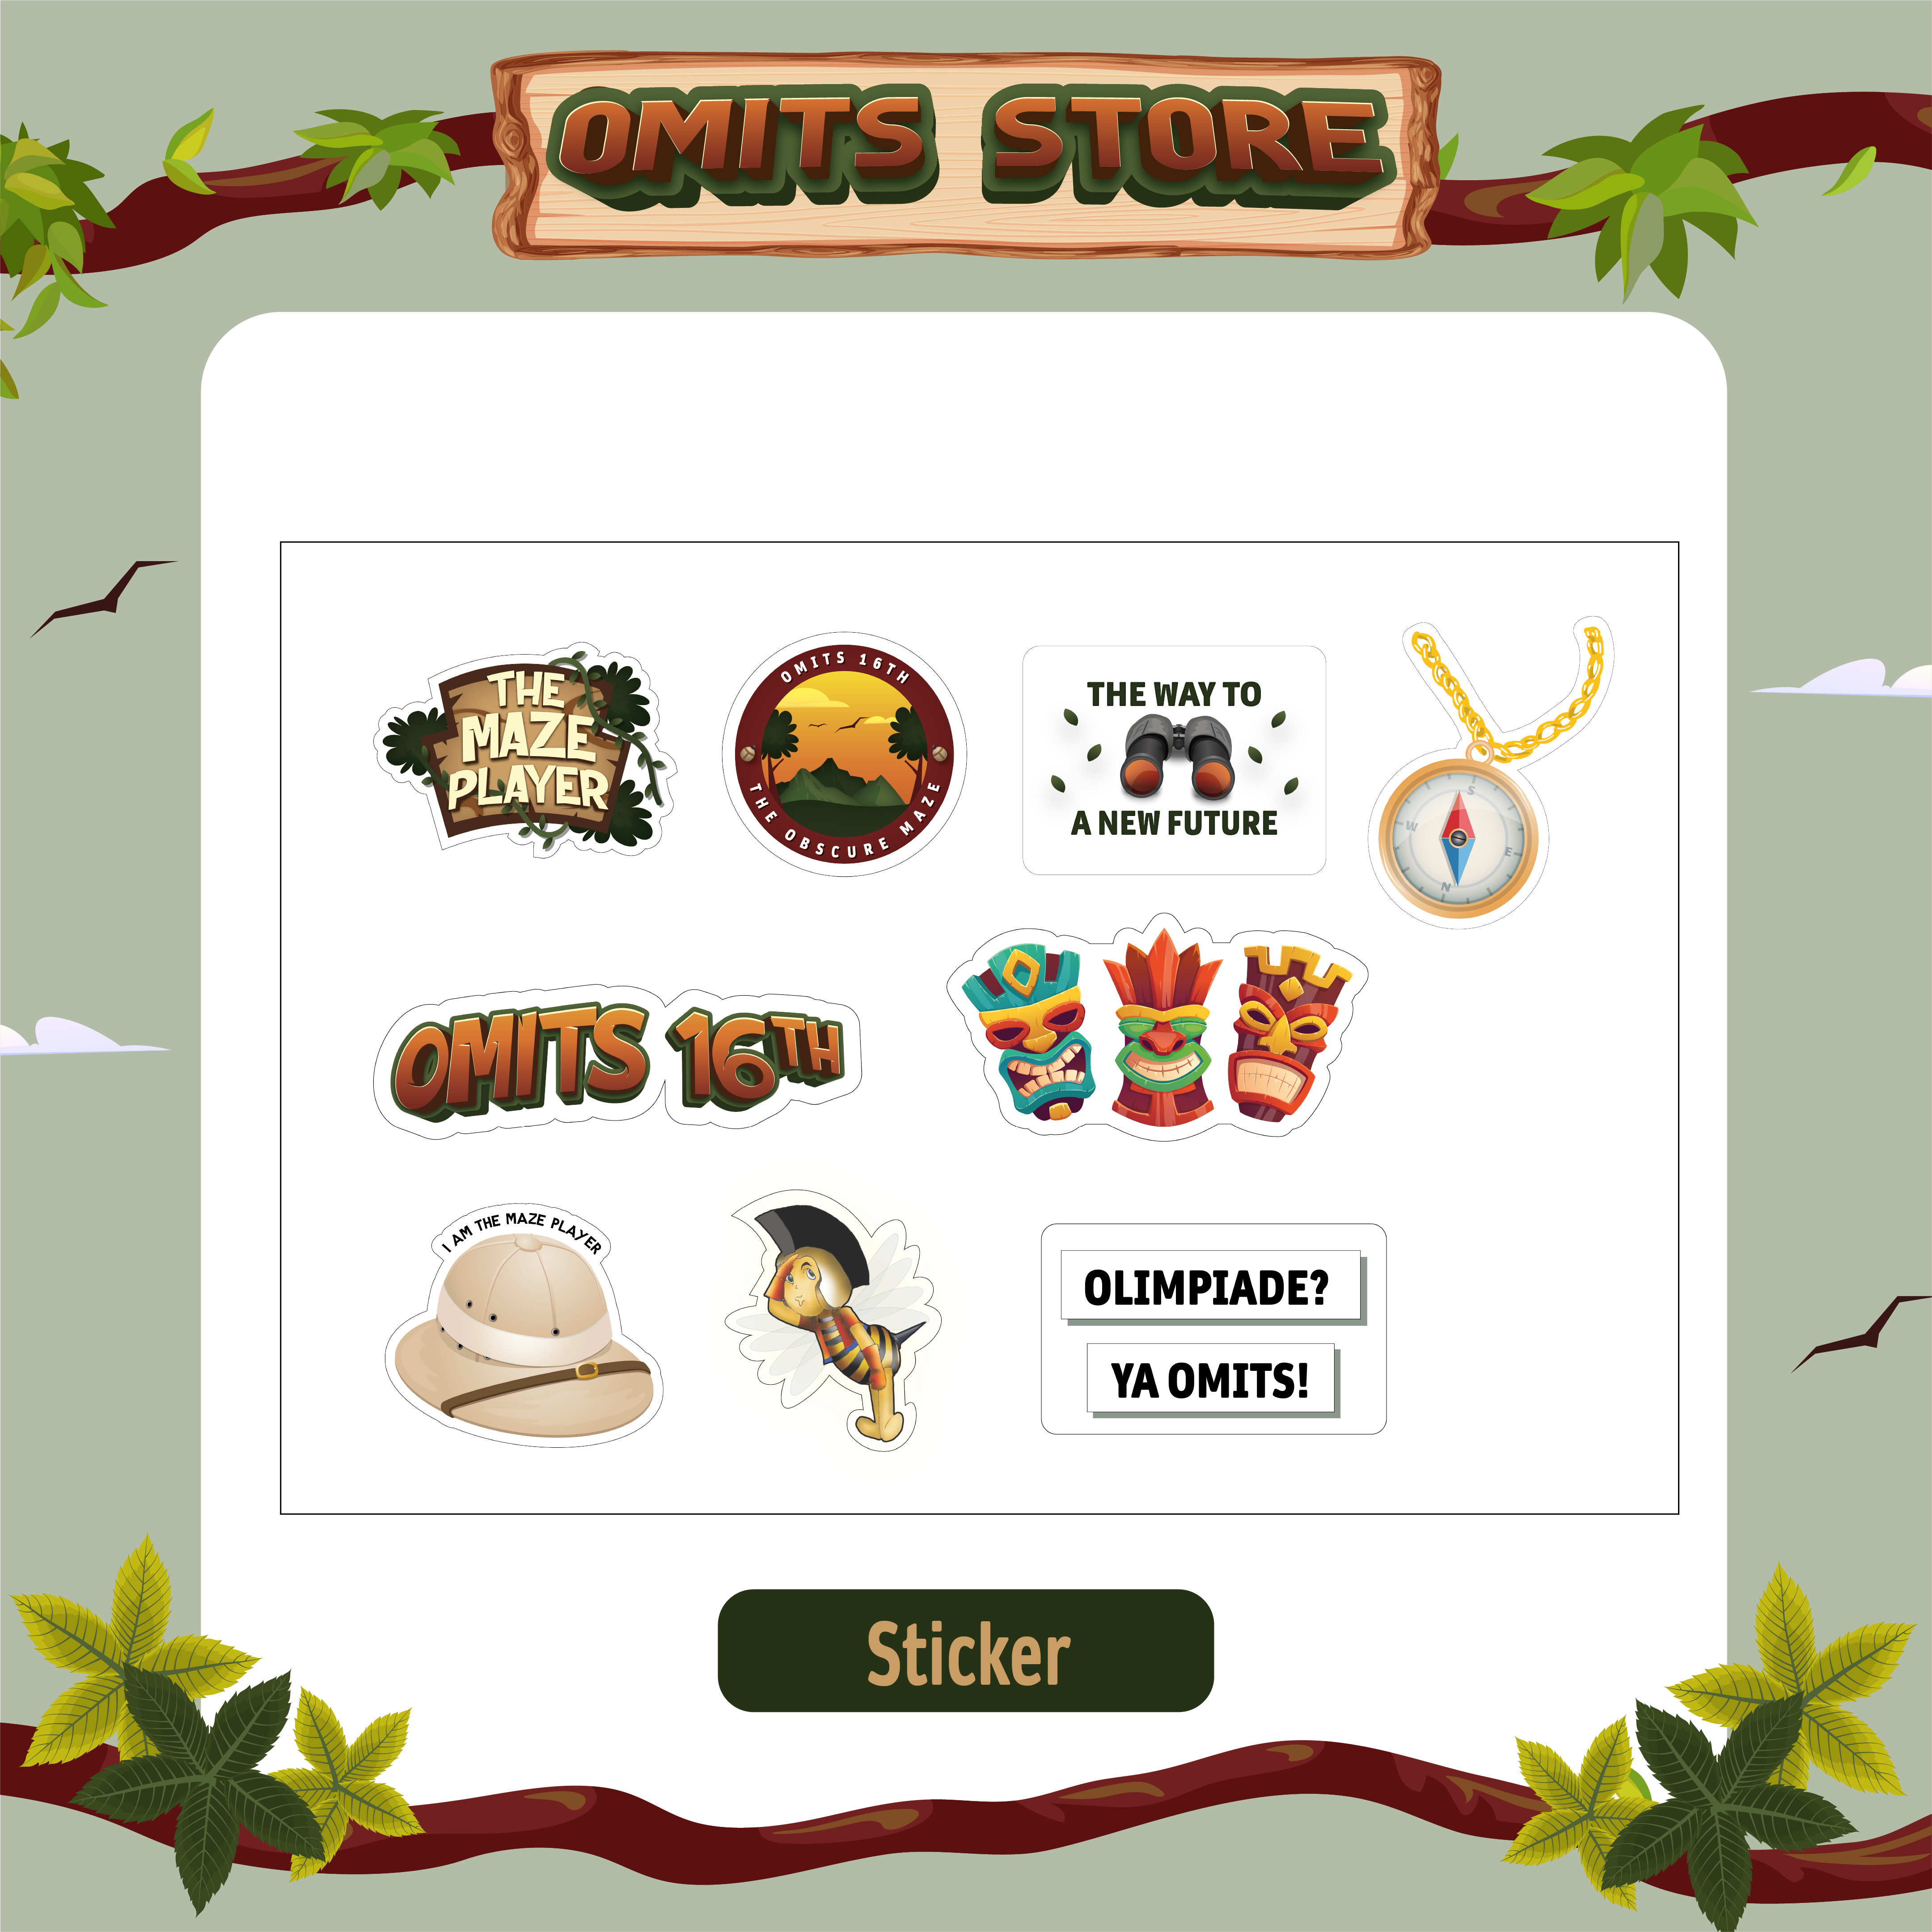 OMITS STORE
THE
MAZE
PLAYER
OMITS 16TH
THE OBSCURE MAZE
THE WAY TO
A NEW FUTURE
S
W
E
N
OMITS 16TH
I AM THE MAZE PLAYER
OLIMPIADE?
YA OMITS!
Sticker